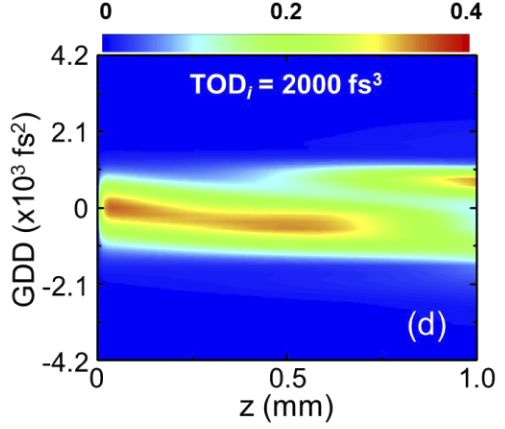 0 0.2 0.4
TODᵢ = 2000 fs³
GDD (x10³ fs²)
4.2
2.1
0
-2.1
-4.2
(d)
0 0.5 1.0
z (mm)